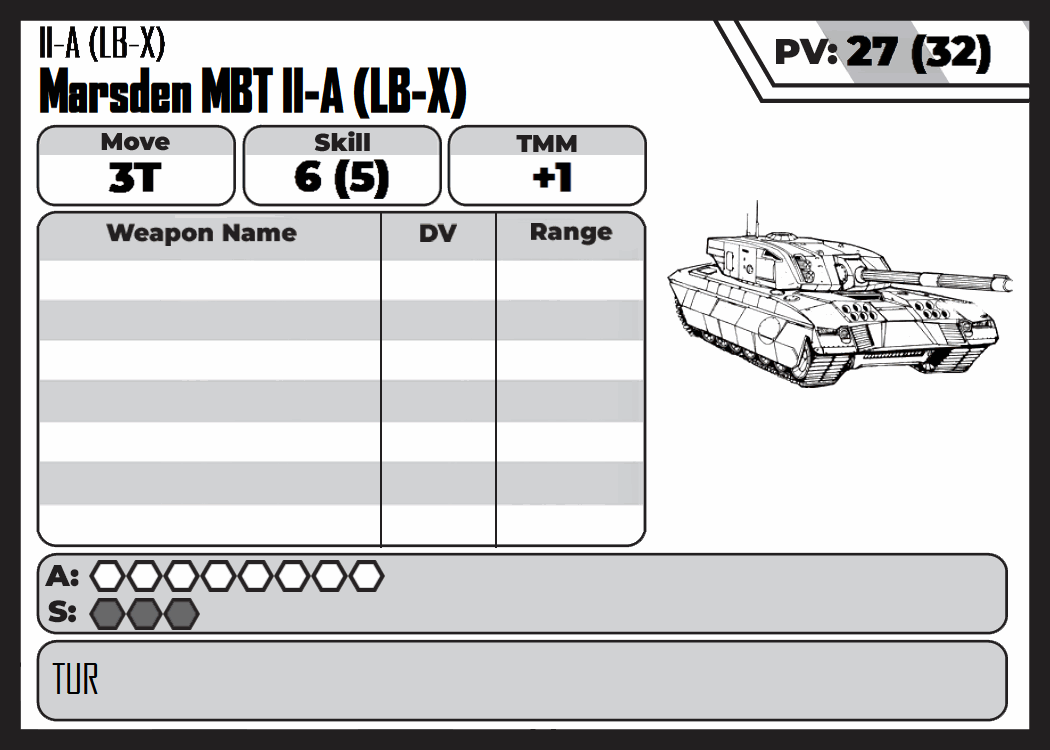 II-A (LB-X)
Marsden MBT II-A (LB-X)
PV: 27 (32)
Move
3T
Skill
6 (5)
TMM
+1
Weapon Name DV Range
A:
S:
TUR